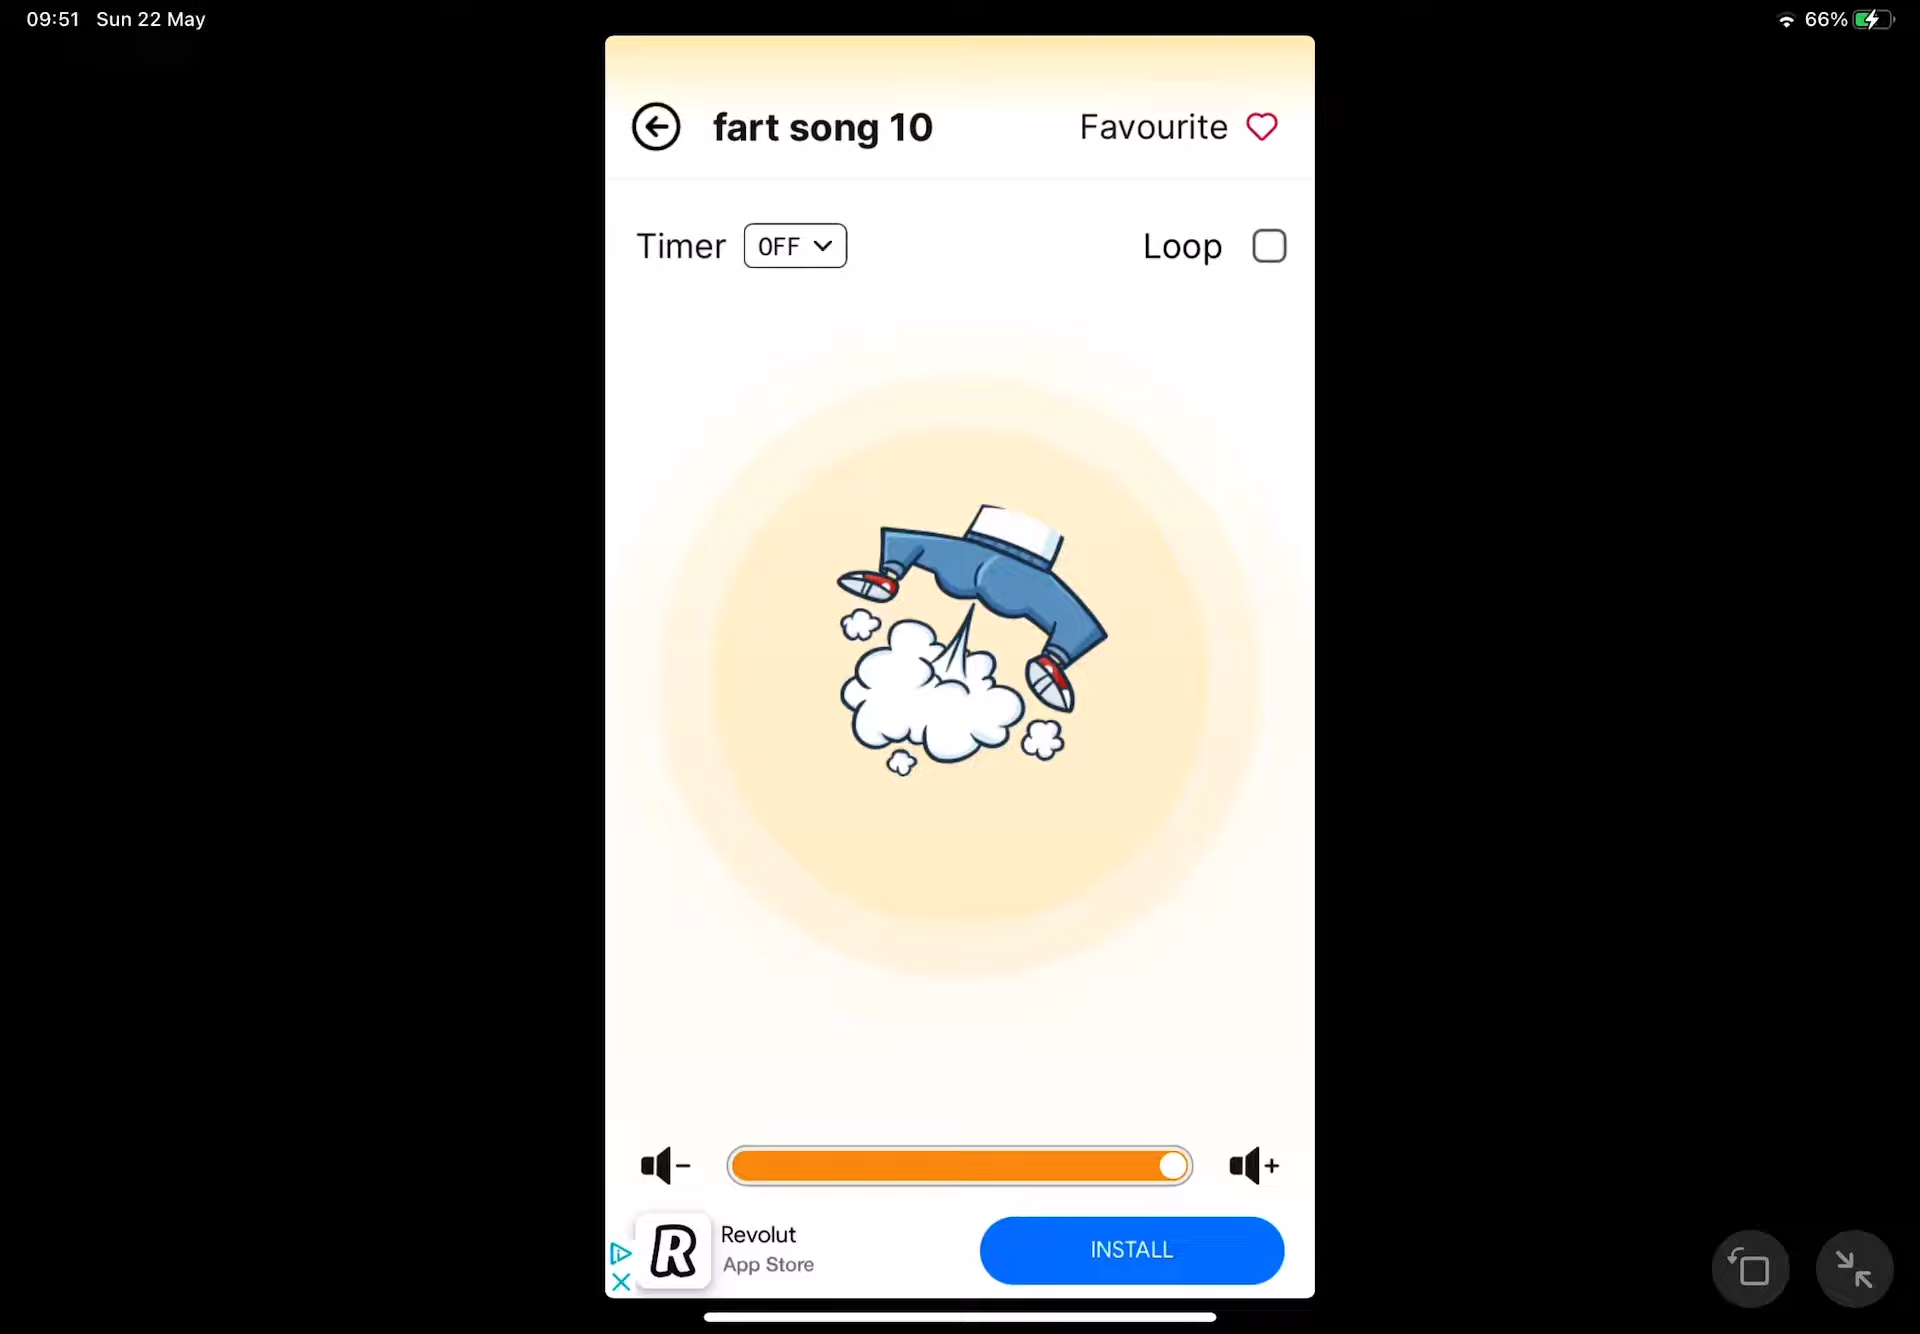 09:51 Sun 22 May
66%
fart song 10
Favourite
Timer OFF
Loop
R
Revolut
App Store
INSTALL